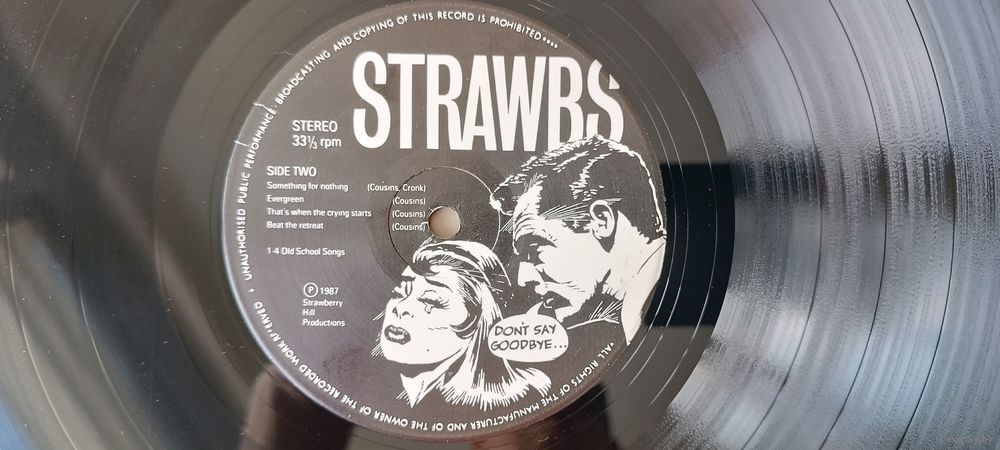 UNAUTHORISED PUBLIC PERFORMANCE, BROADCASTING AND COPYING OF THIS RECORD IS PROHIBITED....
STRAWBS
STEREO
33⅓ rpm
SIDE TWO
Something for nothing (Cousins, Cronk)
Evergreen (Cousins)
That's when the crying starts (Cousins)
Beat the retreat (Cousins)
1-4 Old School Songs
Ⓟ 1987
Strawberry
Hill
Productions
DON'T SAY
GOODBYE...
•ALL RIGHTS OF THE MANUFACTURER AND OF THE OWNER OF THE RECORDED WORK RESERVED •